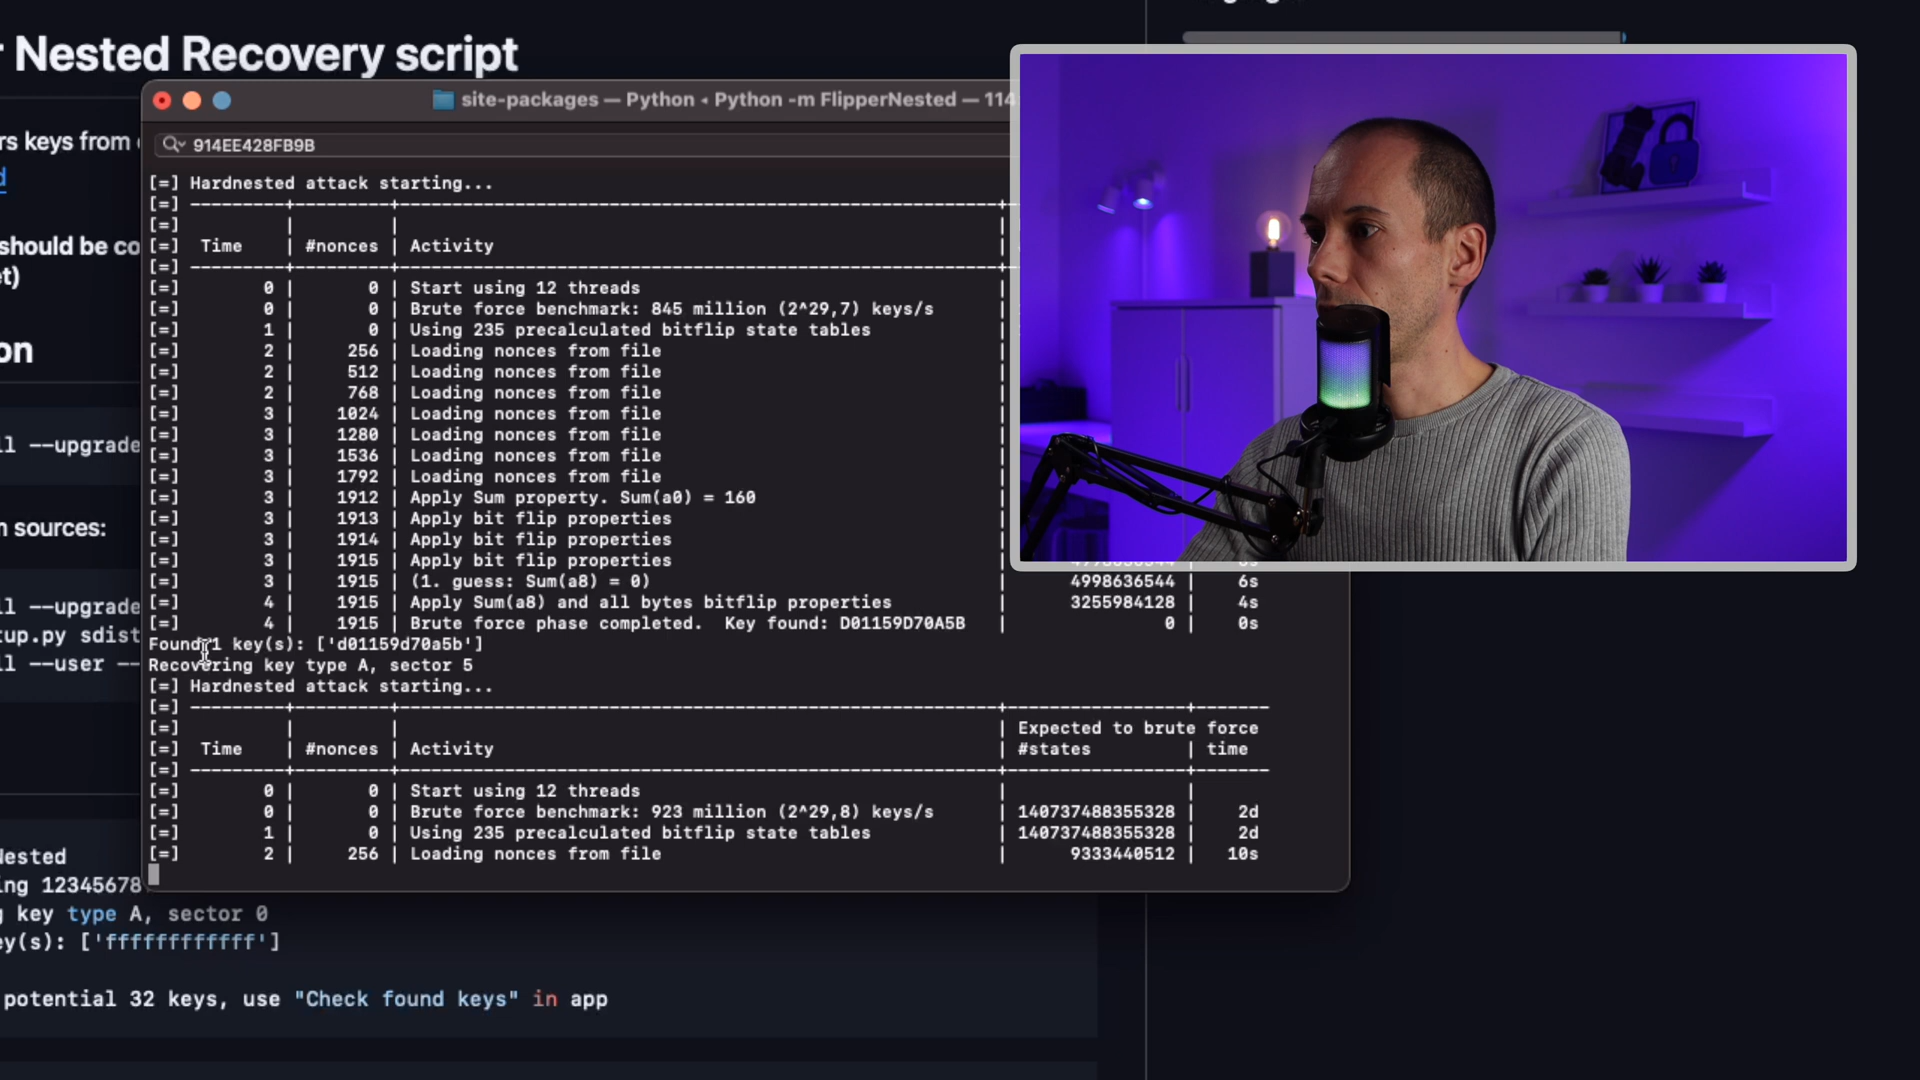 Nested Recovery script
site-packages — Python ◂ Python -m FlipperNested — 114
rs keys from
914EE428FB9B
d
[=] Hardnested attack starting...
[=] ---------+---------+---------------------------------------------------------+
[=] | | |
should be co
[=] Time | #nonces | Activity |
et)
[=] ---------+---------+---------------------------------------------------------+
[=] 0 | 0 | Start using 12 threads |
[=] 0 | 0 | Brute force benchmark: 845 million (2^29,7) keys/s |
[=] 1 | 0 | Using 235 precalculated bitflip state tables |
on
[=] 2 | 256 | Loading nonces from file |
[=] 2 | 512 | Loading nonces from file |
[=] 2 | 768 | Loading nonces from file |
[=] 3 | 1024 | Loading nonces from file |
[=] 3 | 1280 | Loading nonces from file |
ll --upgrade
[=] 3 | 1536 | Loading nonces from file |
[=] 3 | 1792 | Loading nonces from file |
[=] 3 | 1912 | Apply Sum property. Sum(a0) = 160 |
[=] 3 | 1913 | Apply bit flip properties |
m sources:
[=] 3 | 1914 | Apply bit flip properties |
[=] 3 | 1915 | Apply bit flip properties |
[=] 3 | 1915 | (1. guess: Sum(a8) = 0) | 4998636544 | 6s
[=] 4 | 1915 | Apply Sum(a8) and all bytes bitflip properties | 3255984128 | 4s
ll --upgrade
[=] 4 | 1915 | Brute force phase completed. Key found: D01159D70A5B | 0 | 0s
tup.py sdist
Found 1 key(s): ['d01159d70a5b']
ll --user --
Recovering key type A, sector 5
[=] Hardnested attack starting...
[=] ---------+---------+---------------------------------------------------------+-----------------+-------
[=] | | | Expected to brute force
[=] Time | #nonces | Activity | #states | time
[=] ---------+---------+---------------------------------------------------------+-----------------+-------
[=] 0 | 0 | Start using 12 threads | |
[=] 0 | 0 | Brute force benchmark: 923 million (2^29,8) keys/s | 140737488355328 | 2d
[=] 1 | 0 | Using 235 precalculated bitflip state tables | 140737488355328 | 2d
[=] 2 | 256 | Loading nonces from file | 9333440512 | 10s
Nested
ing 12345678
g key type A, sector 0
ey(s): ['ffffffffffff']
potential 32 keys, use "Check found keys" in app